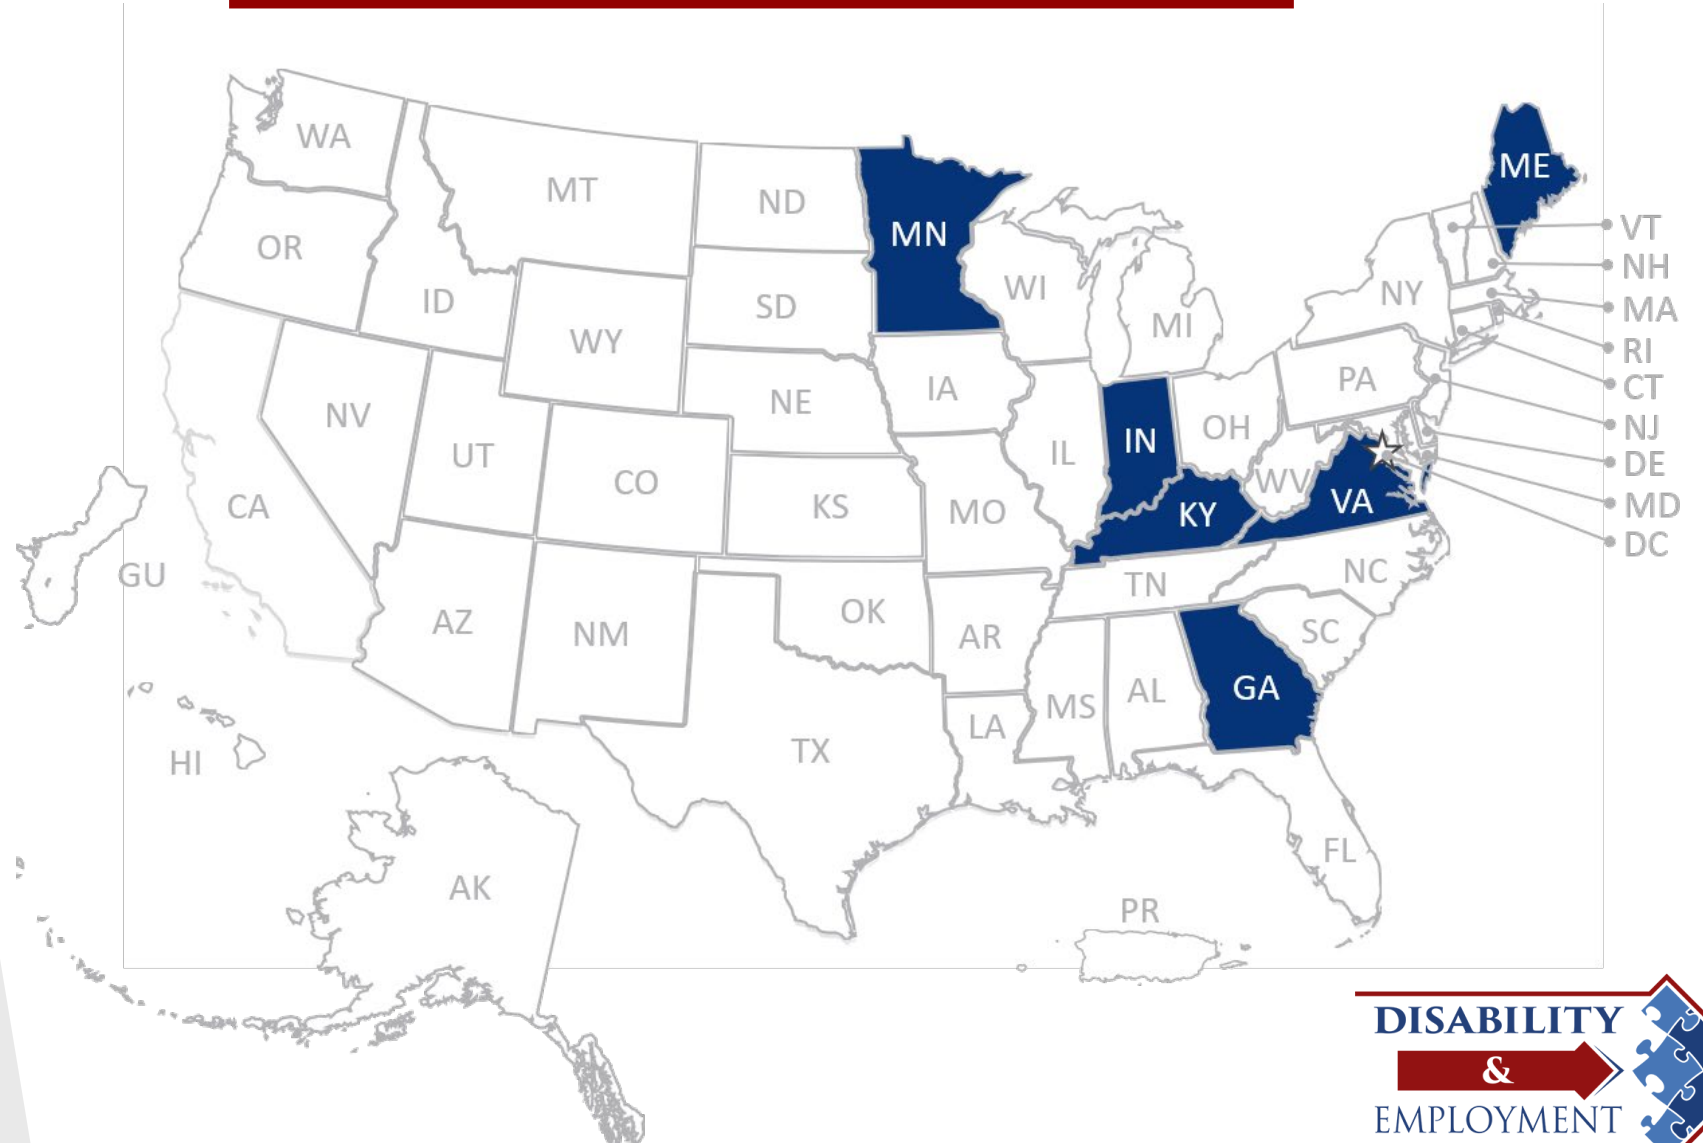 WA
MT
ND
MN
ME
OR
ID
SD
WI
VT
NH
NY
MA
WY
MI
RI
PA
CT
NV
UT
CO
NE
IA
IL
IN
OH
NJ
DE
WV
VA
MD
DC
CA
KS
MO
KY
GU
AZ
NM
OK
AR
TN
NC
SC
HI
TX
LA
MS
AL
GA
AK
FL
PR
DISABILITY
&
EMPLOYMENT